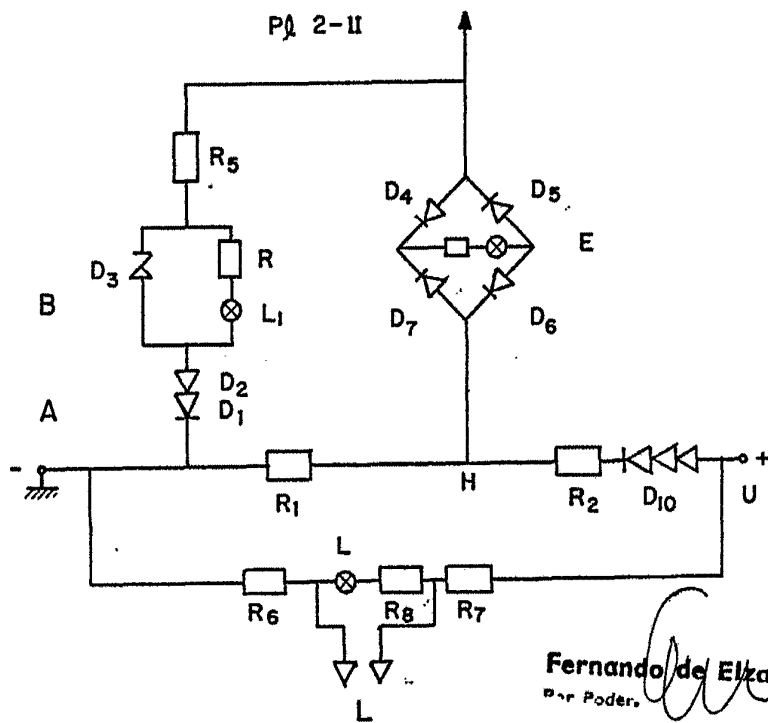 Pl 2-II
R5
D4
D5
E
D3
R
B
L1
D7
D6
D2
A
D1
-
+
R1
H
R2
D10
U
L
R6
R8
R7
L
Fernando de Elza
Por Poder.